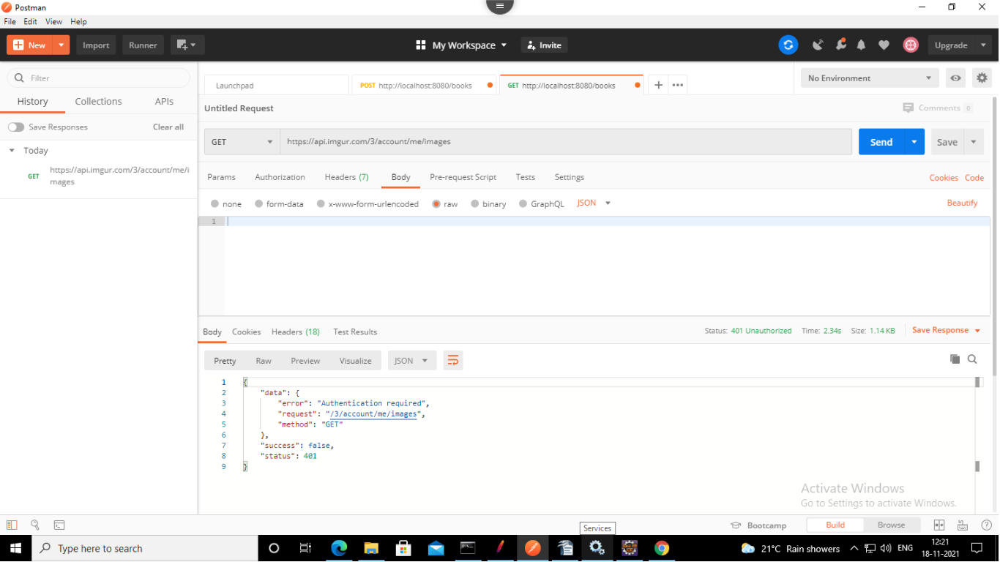 Postman
File Edit View Help
New Import Runner My Workspace Invite Upgrade
Filter
History Collections APIs
Save Responses Clear all
Today
GET https://api.imgur.com/3/account/me/i
mages
Launchpad POST http://localhost:8080/books GET http://localhost:8080/books No Environment
Untitled Request Comments 0
GET https://api.imgur.com/3/account/me/images Send Save
Params Authorization Headers (7) Body Pre-request Script Tests Settings Cookies Code
none form-data x-www-form-urlencoded raw binary GraphQL JSON Beautify
1
Body Cookies Headers (18) Test Results Status: 401 Unauthorized Time: 2.34s Size: 1.14 KB Save Response
Pretty Raw Preview Visualize JSON
1 {
2 "data": {
3 "error": "Authentication required",
4 "request": "/3/account/me/images",
5 "method": "GET"
6 },
7 "success": false,
8 "status": 401
9 }
Activate Windows
Go to Settings to activate Windows.
Bootcamp Build Browse
Services
Type here to search 21°C Rain showers ENG 12:21
18-11-2021